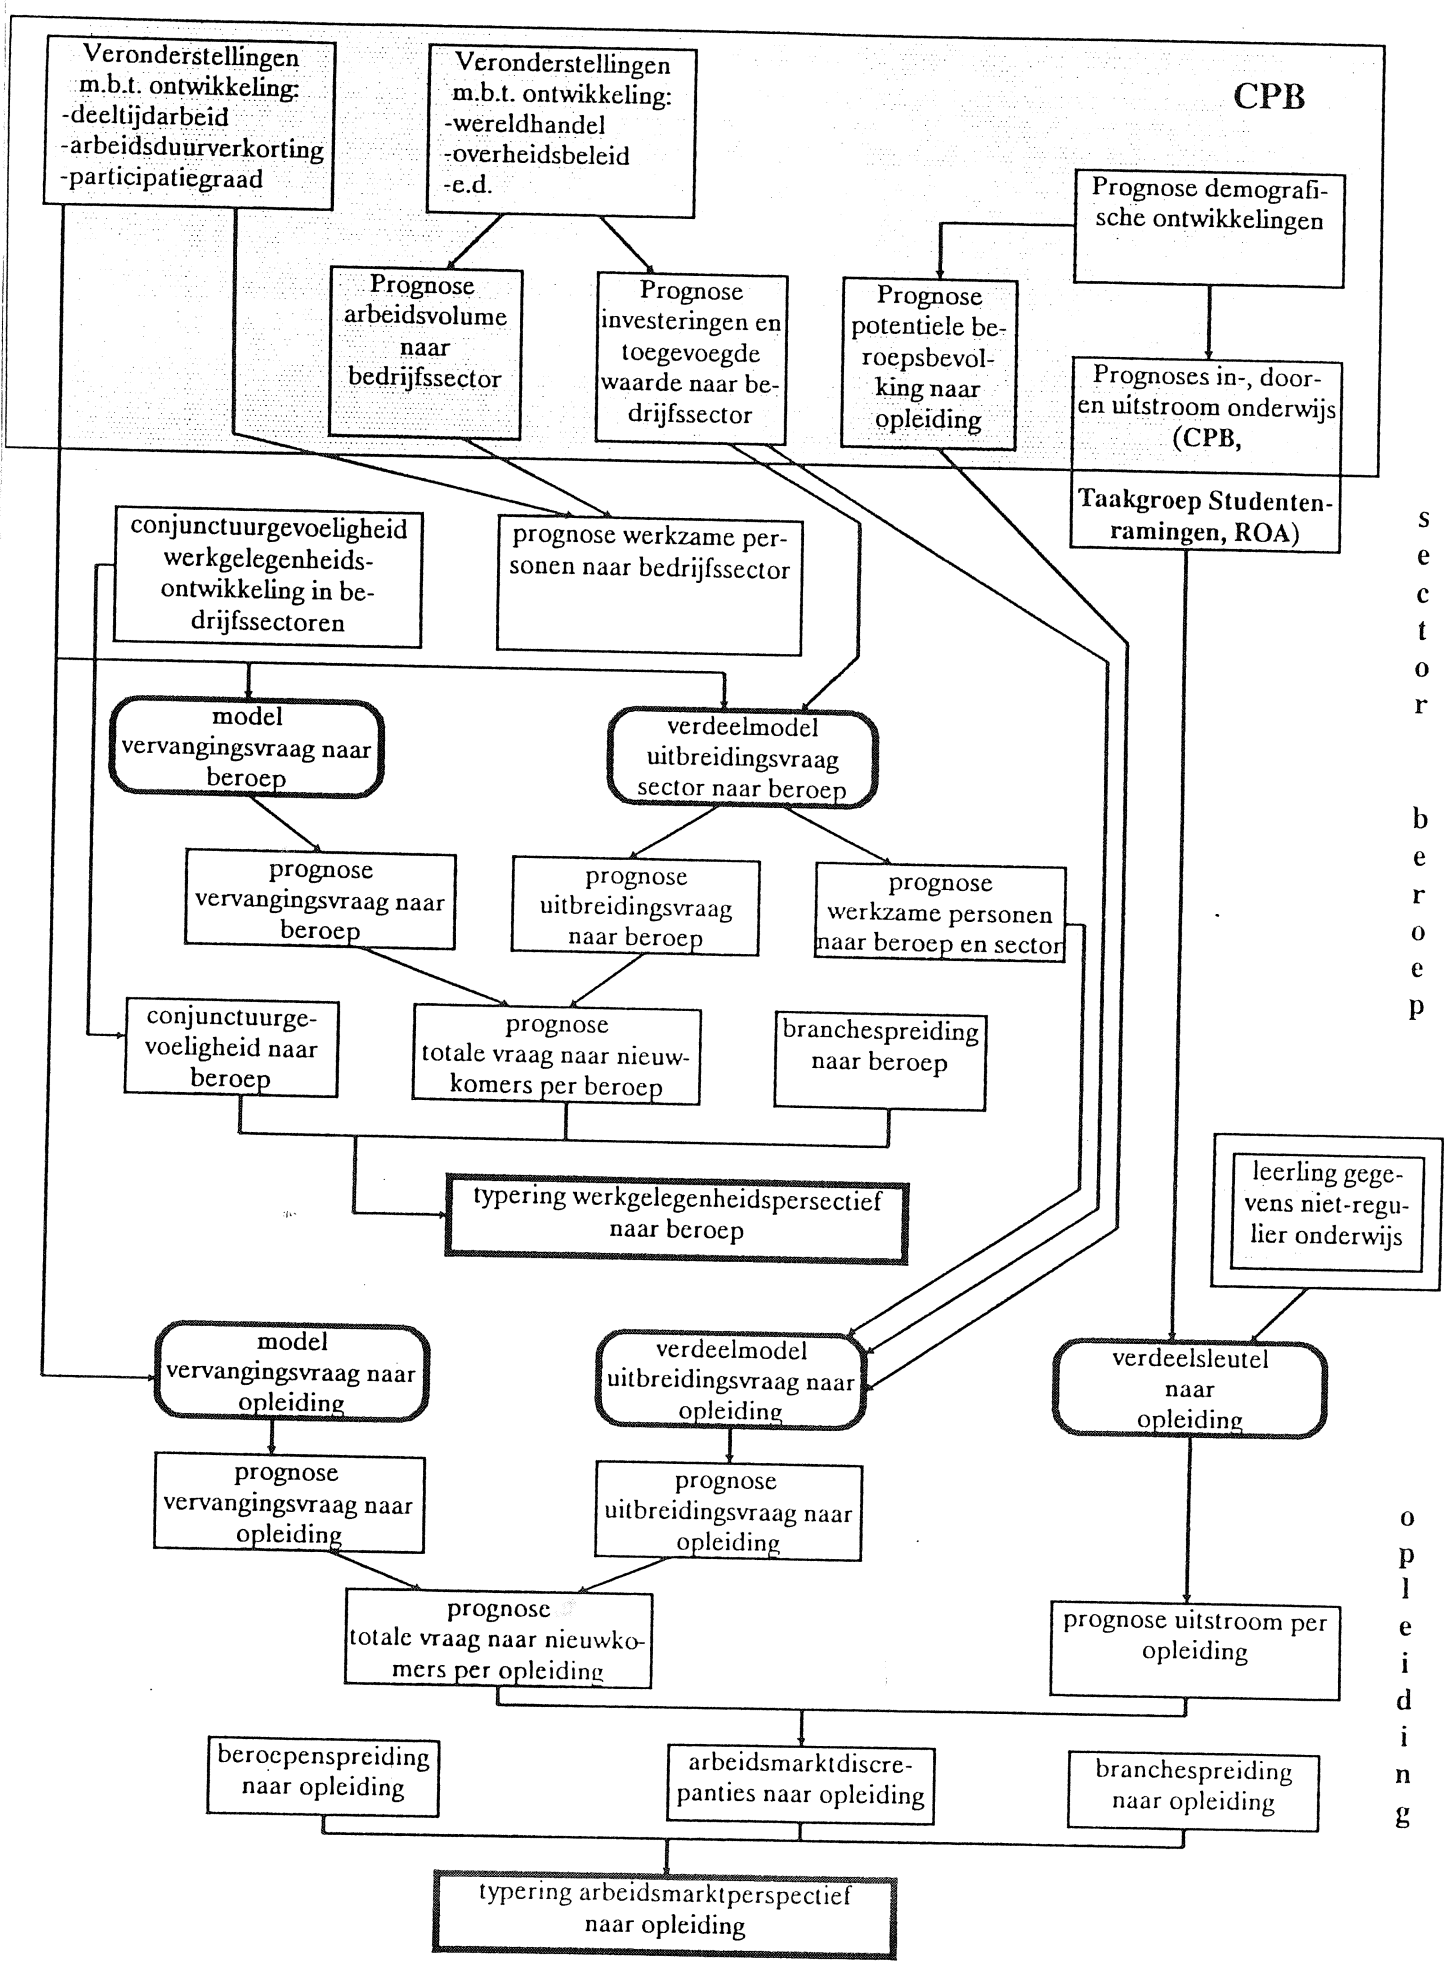 Veronderstellingen
m.b.t. ontwikkeling:
-deeltijdarbeid
-arbeidsduurverkorting
-participatiegraad
Veronderstellingen
m.b.t. ontwikkeling:
-wereldhandel
-overheidsbeleid
-e.d.
CPB
Prognose demografi-
sche ontwikkelingen
Prognose
arbeidsvolume
naar
bedrijfssector
Prognose
investeringen en
toegevoegde
waarde naar be-
drijfssector
Prognose
potentiele be-
roepsbevol-
king naar
opleiding
Prognoses in-, door-
en uitstroom onderwijs
(CPB,
Taakgroep Studenten-
ramingen, ROA)
conjunctuurgevoeligheid
werkgelegenheids-
ontwikkeling in be-
drijfssectoren
prognose werkzame per-
sonen naar bedrijfssector
s
e
c
t
o
r
model
vervangingsvraag naar
beroep
verdeelmodel
uitbreidingsvraag
sector naar beroep
b
e
r
o
e
p
prognose
vervangingsvraag naar
beroep
prognose
uitbreidingsvraag
naar beroep
prognose
werkzame personen
naar beroep en sector
conjunctuurge-
voeligheid naar
beroep
prognose
totale vraag naar nieuw-
komers per beroep
branchespreiding
naar beroep
typering werkgelegenheidspersectief
naar beroep
leerling gege-
vens niet-regu-
lier onderwijs
model
vervangingsvraag naar
opleiding
verdeelmodel
uitbreidingsvraag naar
opleiding
verdeelsleutel
naar
opleiding
prognose
vervangingsvraag naar
opleiding
prognose
uitbreidingsvraag naar
opleiding
o
p
l
e
i
d
i
n
g
prognose
totale vraag naar nieuwko-
mers per opleiding
prognose uitstroom per
opleiding
beroepenspreiding
naar opleiding
arbeidsmarktdiscre-
panties naar opleiding
branchespreiding
naar opleiding
typering arbeidsmarktperspectief
naar opleiding